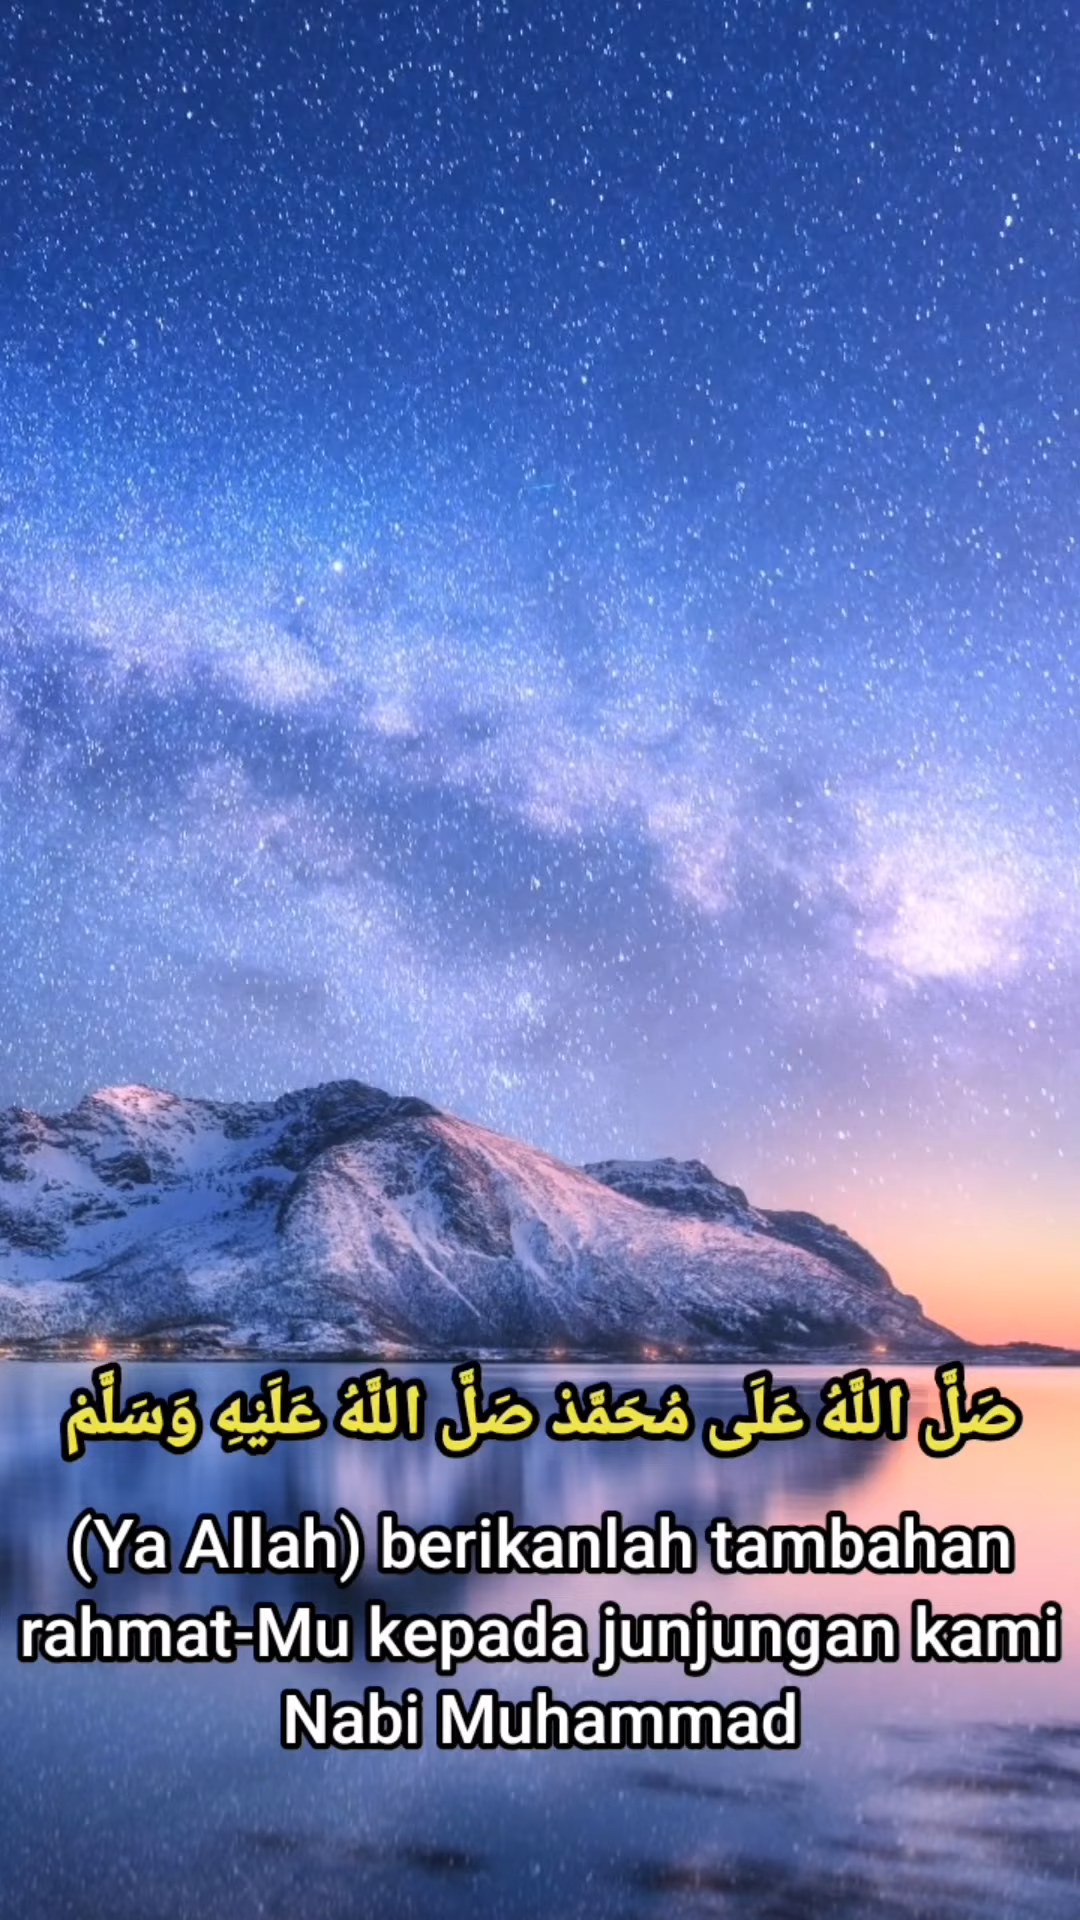 صَلَّ اللَّهُ عَلَى مُحَمَّدْ صَلَّ اللَّهُ عَلَيْهِ وَسَلَّمْ
(Ya Allah) berikanlah tambahan
rahmat-Mu kepada junjungan kami
Nabi Muhammad